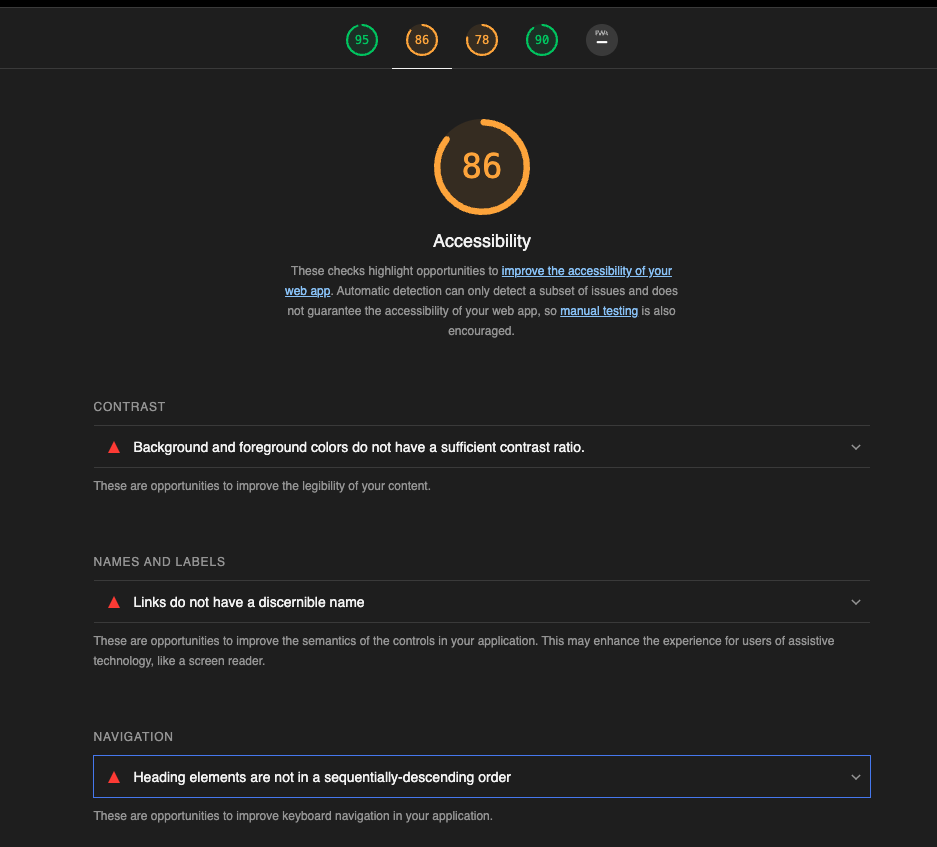 95
86
78
90
PWA
86
Accessibility
These checks highlight opportunities to improve the accessibility of your
web app. Automatic detection can only detect a subset of issues and does
not guarantee the accessibility of your web app, so manual testing is also
encouraged.
CONTRAST
Background and foreground colors do not have a sufficient contrast ratio.
These are opportunities to improve the legibility of your content.
NAMES AND LABELS
Links do not have a discernible name
These are opportunities to improve the semantics of the controls in your application. This may enhance the experience for users of assistive
technology, like a screen reader.
NAVIGATION
Heading elements are not in a sequentially-descending order
These are opportunities to improve keyboard navigation in your application.